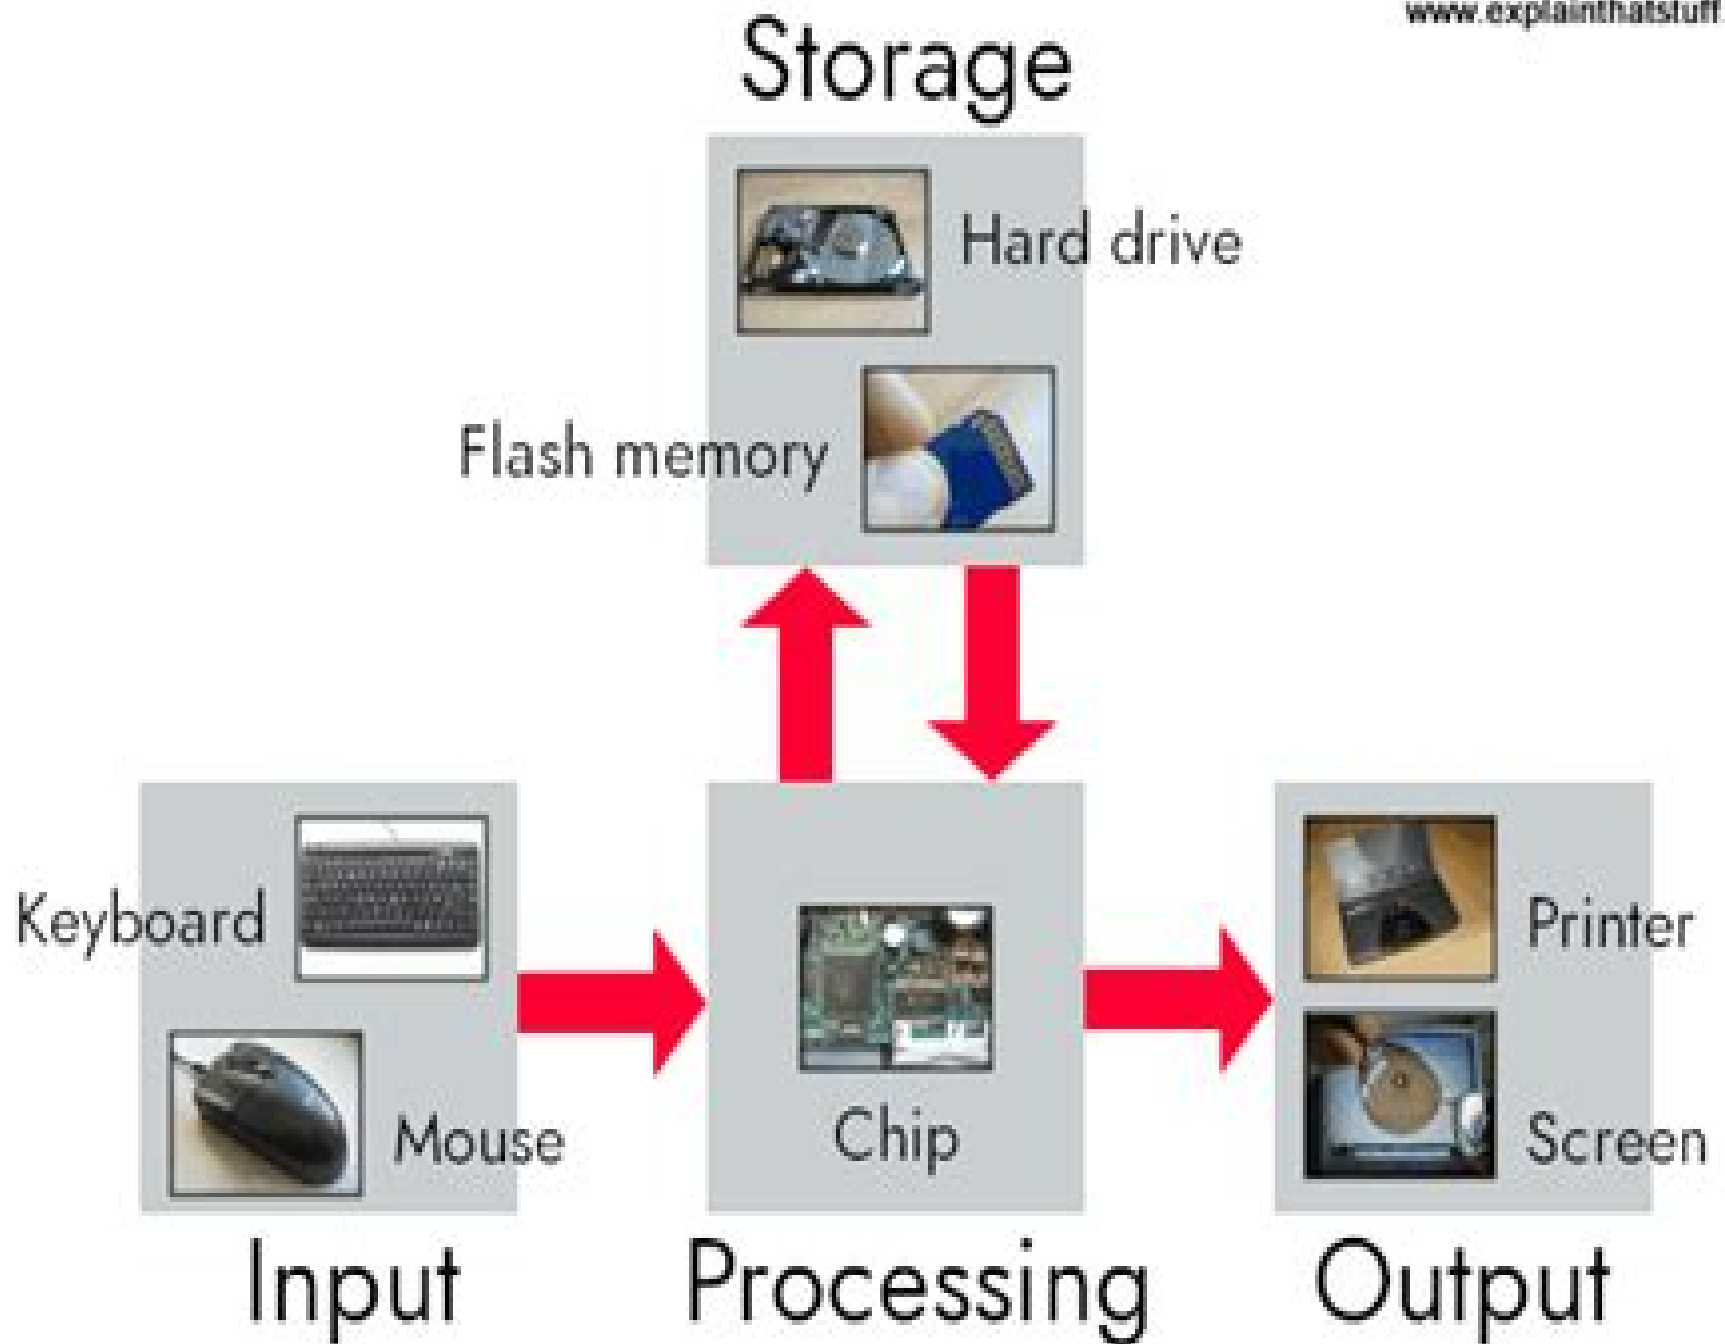 www.explainthatstuff
Storage
Hard drive
Flash memory
Keyboard
Mouse
Chip
Printer
Screen
Input
Processing
Output